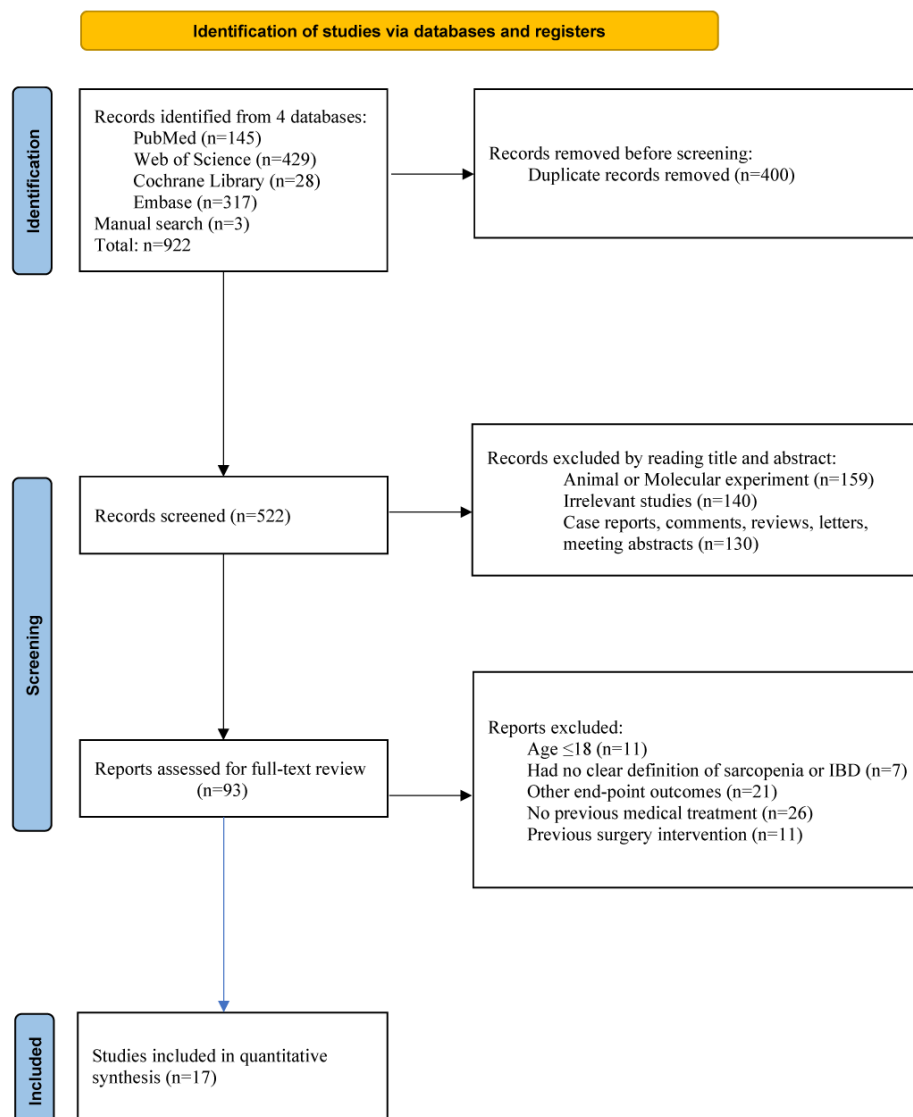 Identification of studies via databases and registers
Identification
Records identified from 4 databases:
PubMed (n=145)
Web of Science (n=429)
Cochrane Library (n=28)
Embase (n=317)
Manual search (n=3)
Total: n=922
Records removed before screening:
Duplicate records removed (n=400)
Screening
Records screened (n=522)
Records excluded by reading title and abstract:
Animal or Molecular experiment (n=159)
Irrelevant studies (n=140)
Case reports, comments, reviews, letters,
meeting abstracts (n=130)
Reports assessed for full-text review
(n=93)
Reports excluded:
Age ≤18 (n=11)
Had no clear definition of sarcopenia or IBD (n=7)
Other end-point outcomes (n=21)
No previous medical treatment (n=26)
Previous surgery intervention (n=11)
Included
Studies included in quantitative
synthesis (n=17)